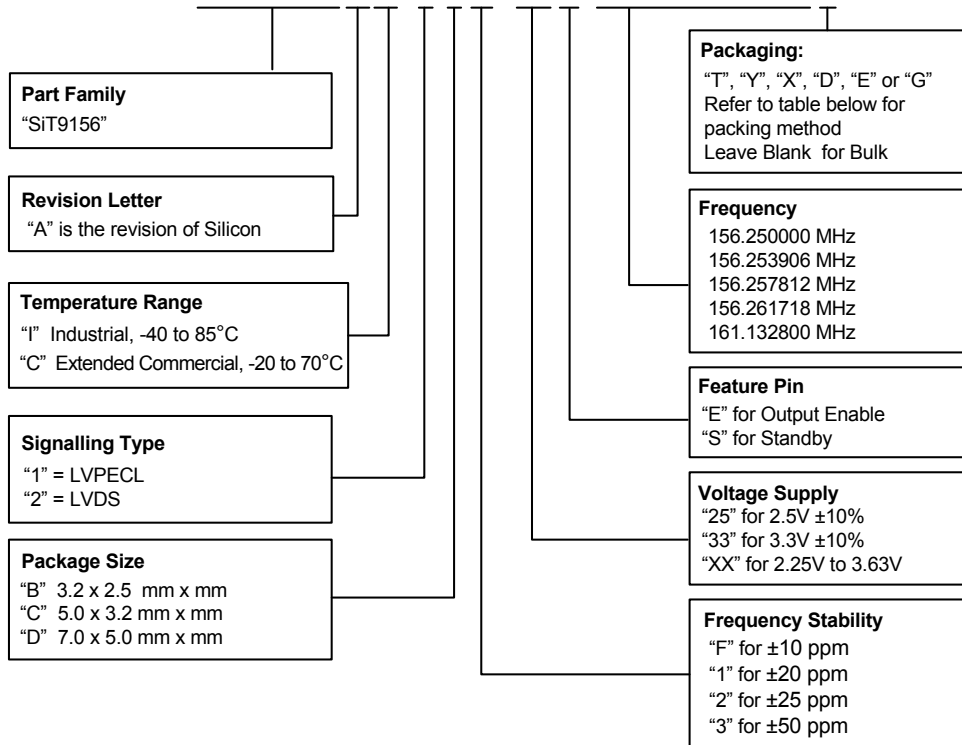 Part Family
“SiT9156”
Revision Letter
“A” is the revision of Silicon
Temperature Range
“I” Industrial, -40 to 85°C
“C” Extended Commercial, -20 to 70°C
Signalling Type
“1” = LVPECL
“2” = LVDS
Package Size
“B” 3.2 x 2.5 mm x mm
“C” 5.0 x 3.2 mm x mm
“D” 7.0 x 5.0 mm x mm
Packaging:
“T”, “Y”, “X”, “D”, “E” or “G”
Refer to table below for
packing method
Leave Blank for Bulk
Frequency
156.250000 MHz
156.253906 MHz
156.257812 MHz
156.261718 MHz
161.132800 MHz
Feature Pin
“E” for Output Enable
“S” for Standby
Voltage Supply
“25” for 2.5V ±10%
“33” for 3.3V ±10%
“XX” for 2.25V to 3.63V
Frequency Stability
“F” for ±10 ppm
“1” for ±20 ppm
“2” for ±25 ppm
“3” for ±50 ppm